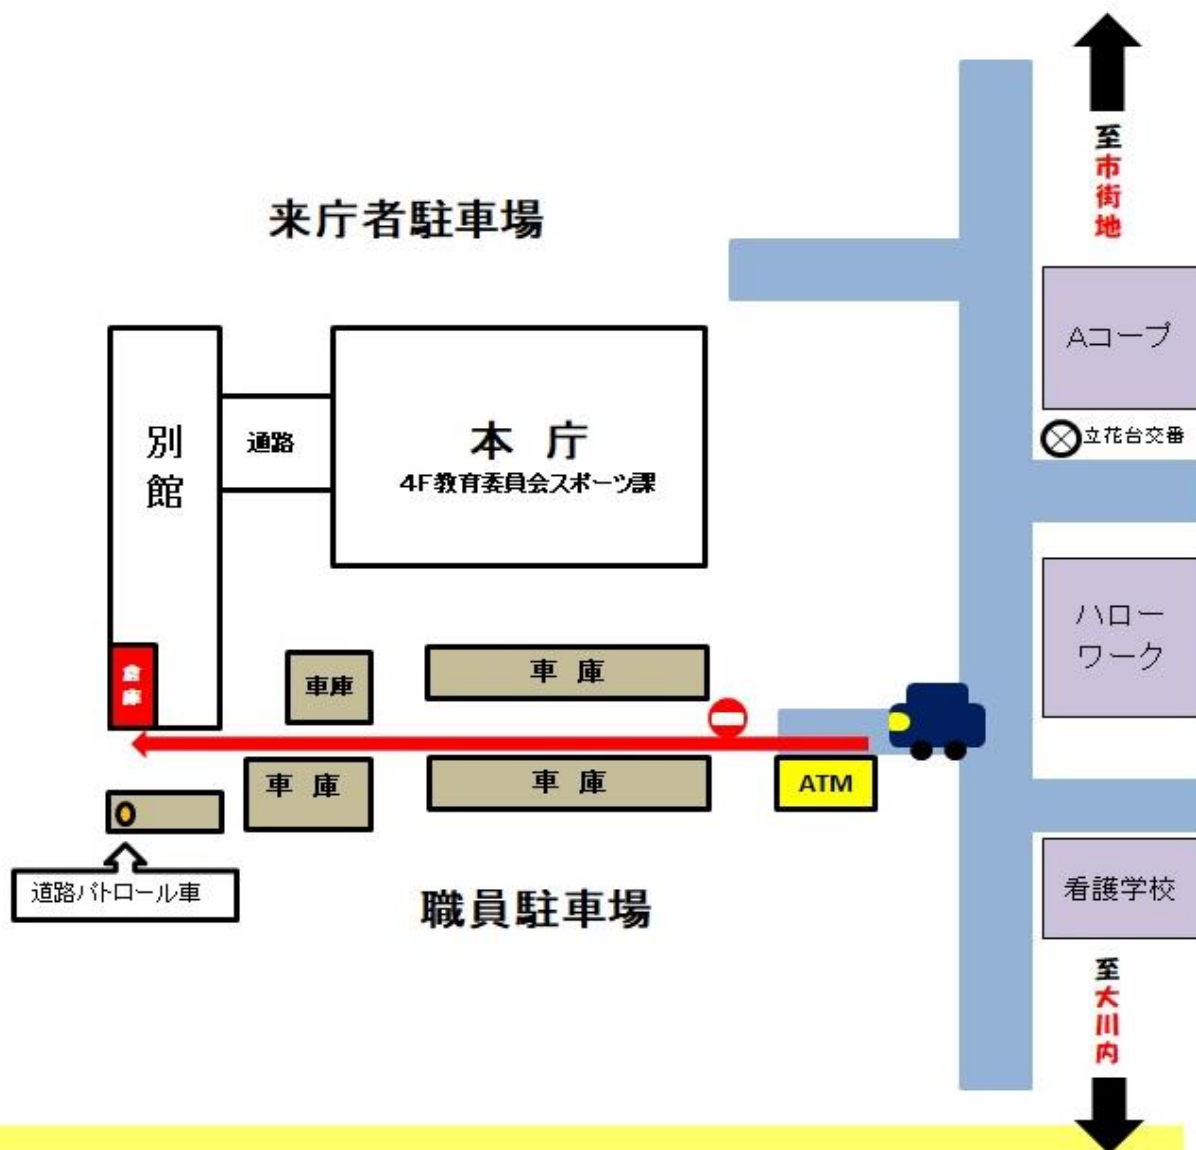 至市街地
来庁者駐車場
Aコープ
立花台交番
別館
通路
本 庁
4F教育委員会スポーツ課
ハロー
ワーク
倉庫
車庫
車 庫
車 庫
車 庫
ATM
道路パトロール車
職員駐車場
看護学校
至大川内